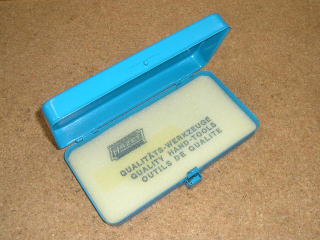 HAZET
QUALITÄTS-WERKZEUGE
QUALITY HAND-TOOLS
OUTILS DE QUALITE